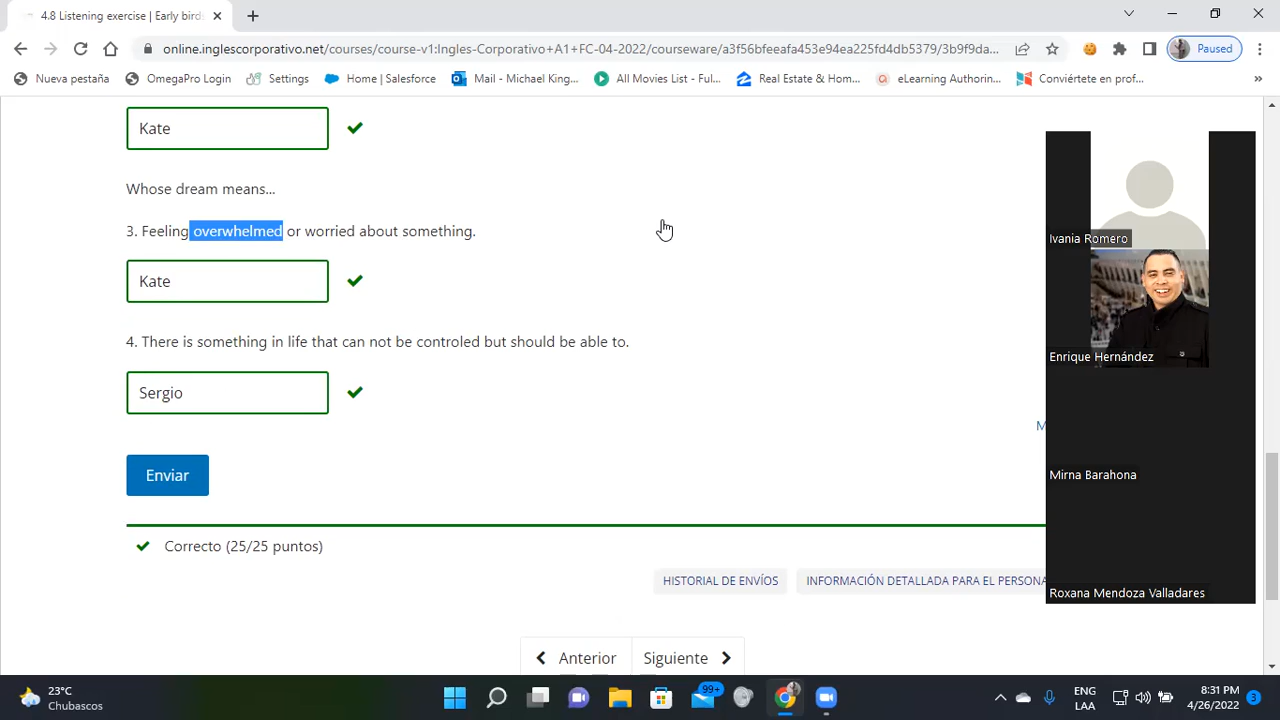 4.8 Listening exercise | Early bird
online.inglescorporativo.net/courses/course-v1:Ingles-Corporativo+A1+FC-04-2022/courseware/a3f56bfeeafa453e94ea225fd4db5379/3b9f9da...
Paused
Nueva pestaña
OmegaPro Login
Settings
Home | Salesforce
Mail - Michael King...
All Movies List - Ful...
Real Estate & Hom...
eLearning Authorin...
Conviértete en prof...
»
Kate
Whose dream means...
3. Feeling overwhelmed or worried about something.
Kate
4. There is something in life that can not be controled but should be able to.
Sergio
M
Enviar
Correcto (25/25 puntos)
HISTORIAL DE ENVÍOS
INFORMACIÓN DETALLADA PARA EL PERSONA
Anterior
Siguiente
Ivania Romero
Enrique Hernández
Mirna Barahona
Roxana Mendoza Valladares
23°C
Chubascos
99+
ENG
LAA
8:31 PM
4/26/2022
3